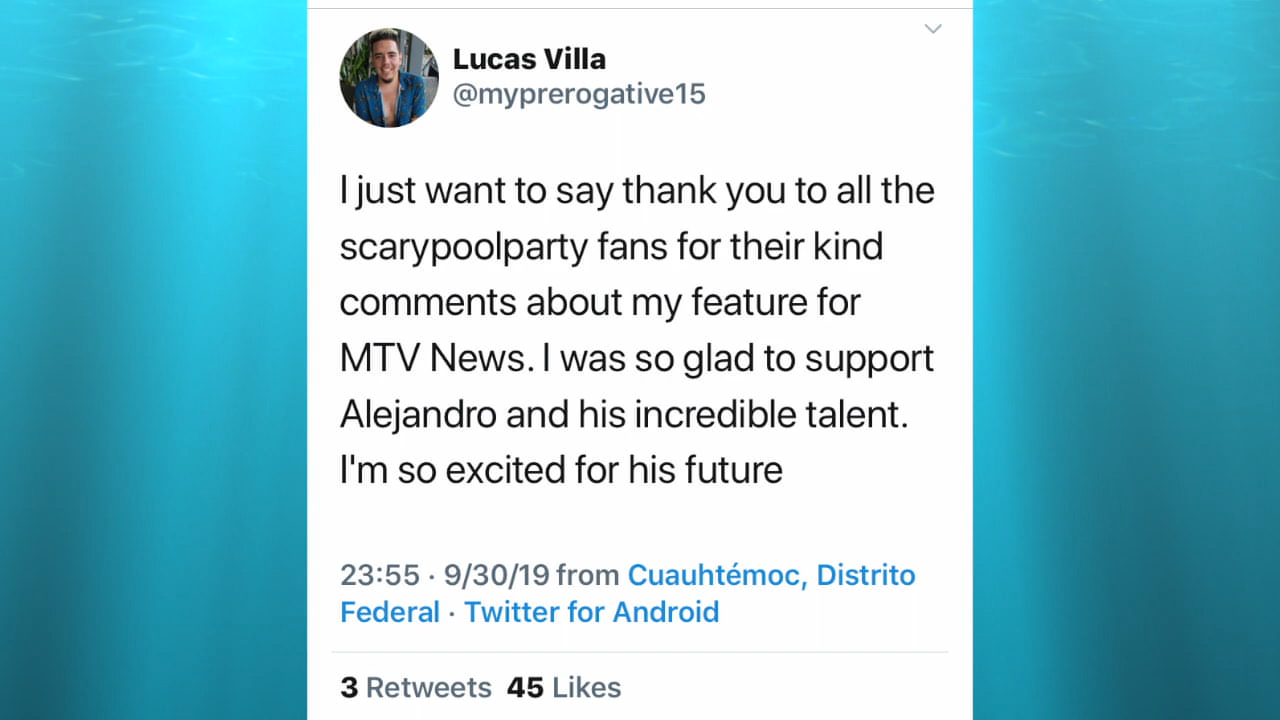 Lucas Villa
@myprerogative15
I just want to say thank you to all the
scarypoolparty fans for their kind
comments about my feature for
MTV News. I was so glad to support
Alejandro and his incredible talent.
I'm so excited for his future
23:55 · 9/30/19 from Cuauhtémoc, Distrito
Federal · Twitter for Android
3 Retweets 45 Likes